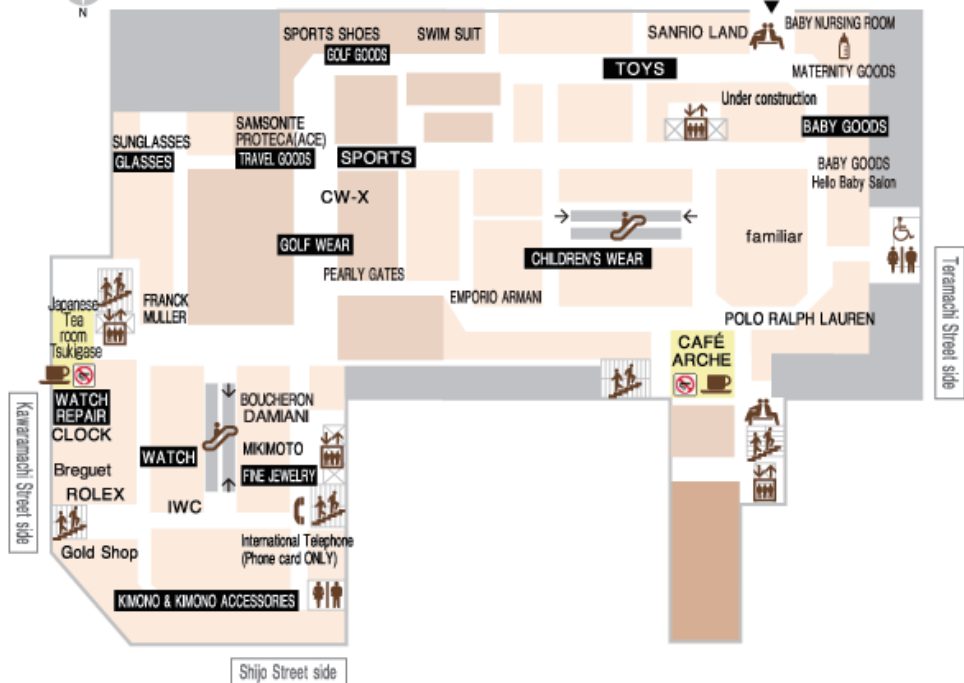 N
SPORTS SHOES
GOLF GOODS
SWIM SUIT
SANRIO LAND
BABY NURSING ROOM
TOYS
MATERNITY GOODS
Under construction
SUNGLASSES
GLASSES
SAMSONITE
PROTECA(ACE)
TRAVEL GOODS
SPORTS
BABY GOODS
BABY GOODS
Hello Baby Salon
CW-X
GOLF WEAR
familiar
CHILDREN'S WEAR
PEARLY GATES
EMPORIO ARMANI
Teramachi Street side
Japanese
Tea
room
Tsukigase
FRANCK
MULLER
POLO RALPH LAUREN
CAFÉ
ARCHE
WATCH
REPAIR
CLOCK
BOUCHERON
DAMIANI
Kawaramachi Street side
WATCH
MIKIMOTO
Breguet
FINE JEWELRY
ROLEX
IWC
Gold Shop
International Telephone
(Phone card ONLY)
KIMONO & KIMONO ACCESSORIES
Shijo Street side